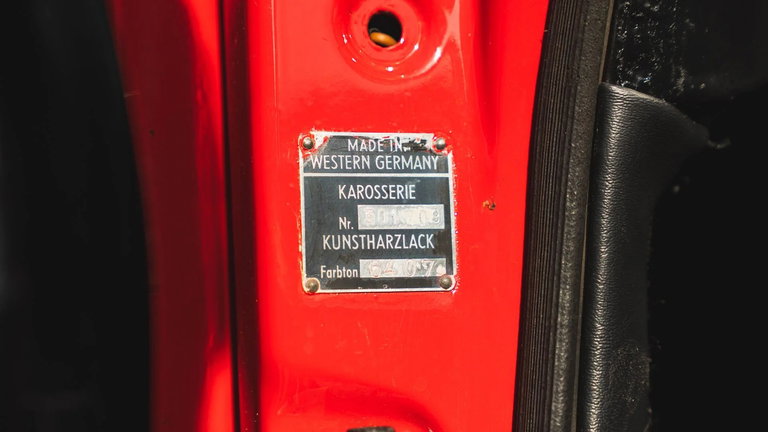 MADE IN
WESTERN GERMANY
KAROSSERIE
Nr.
KUNSTHARZLACK
Farbton